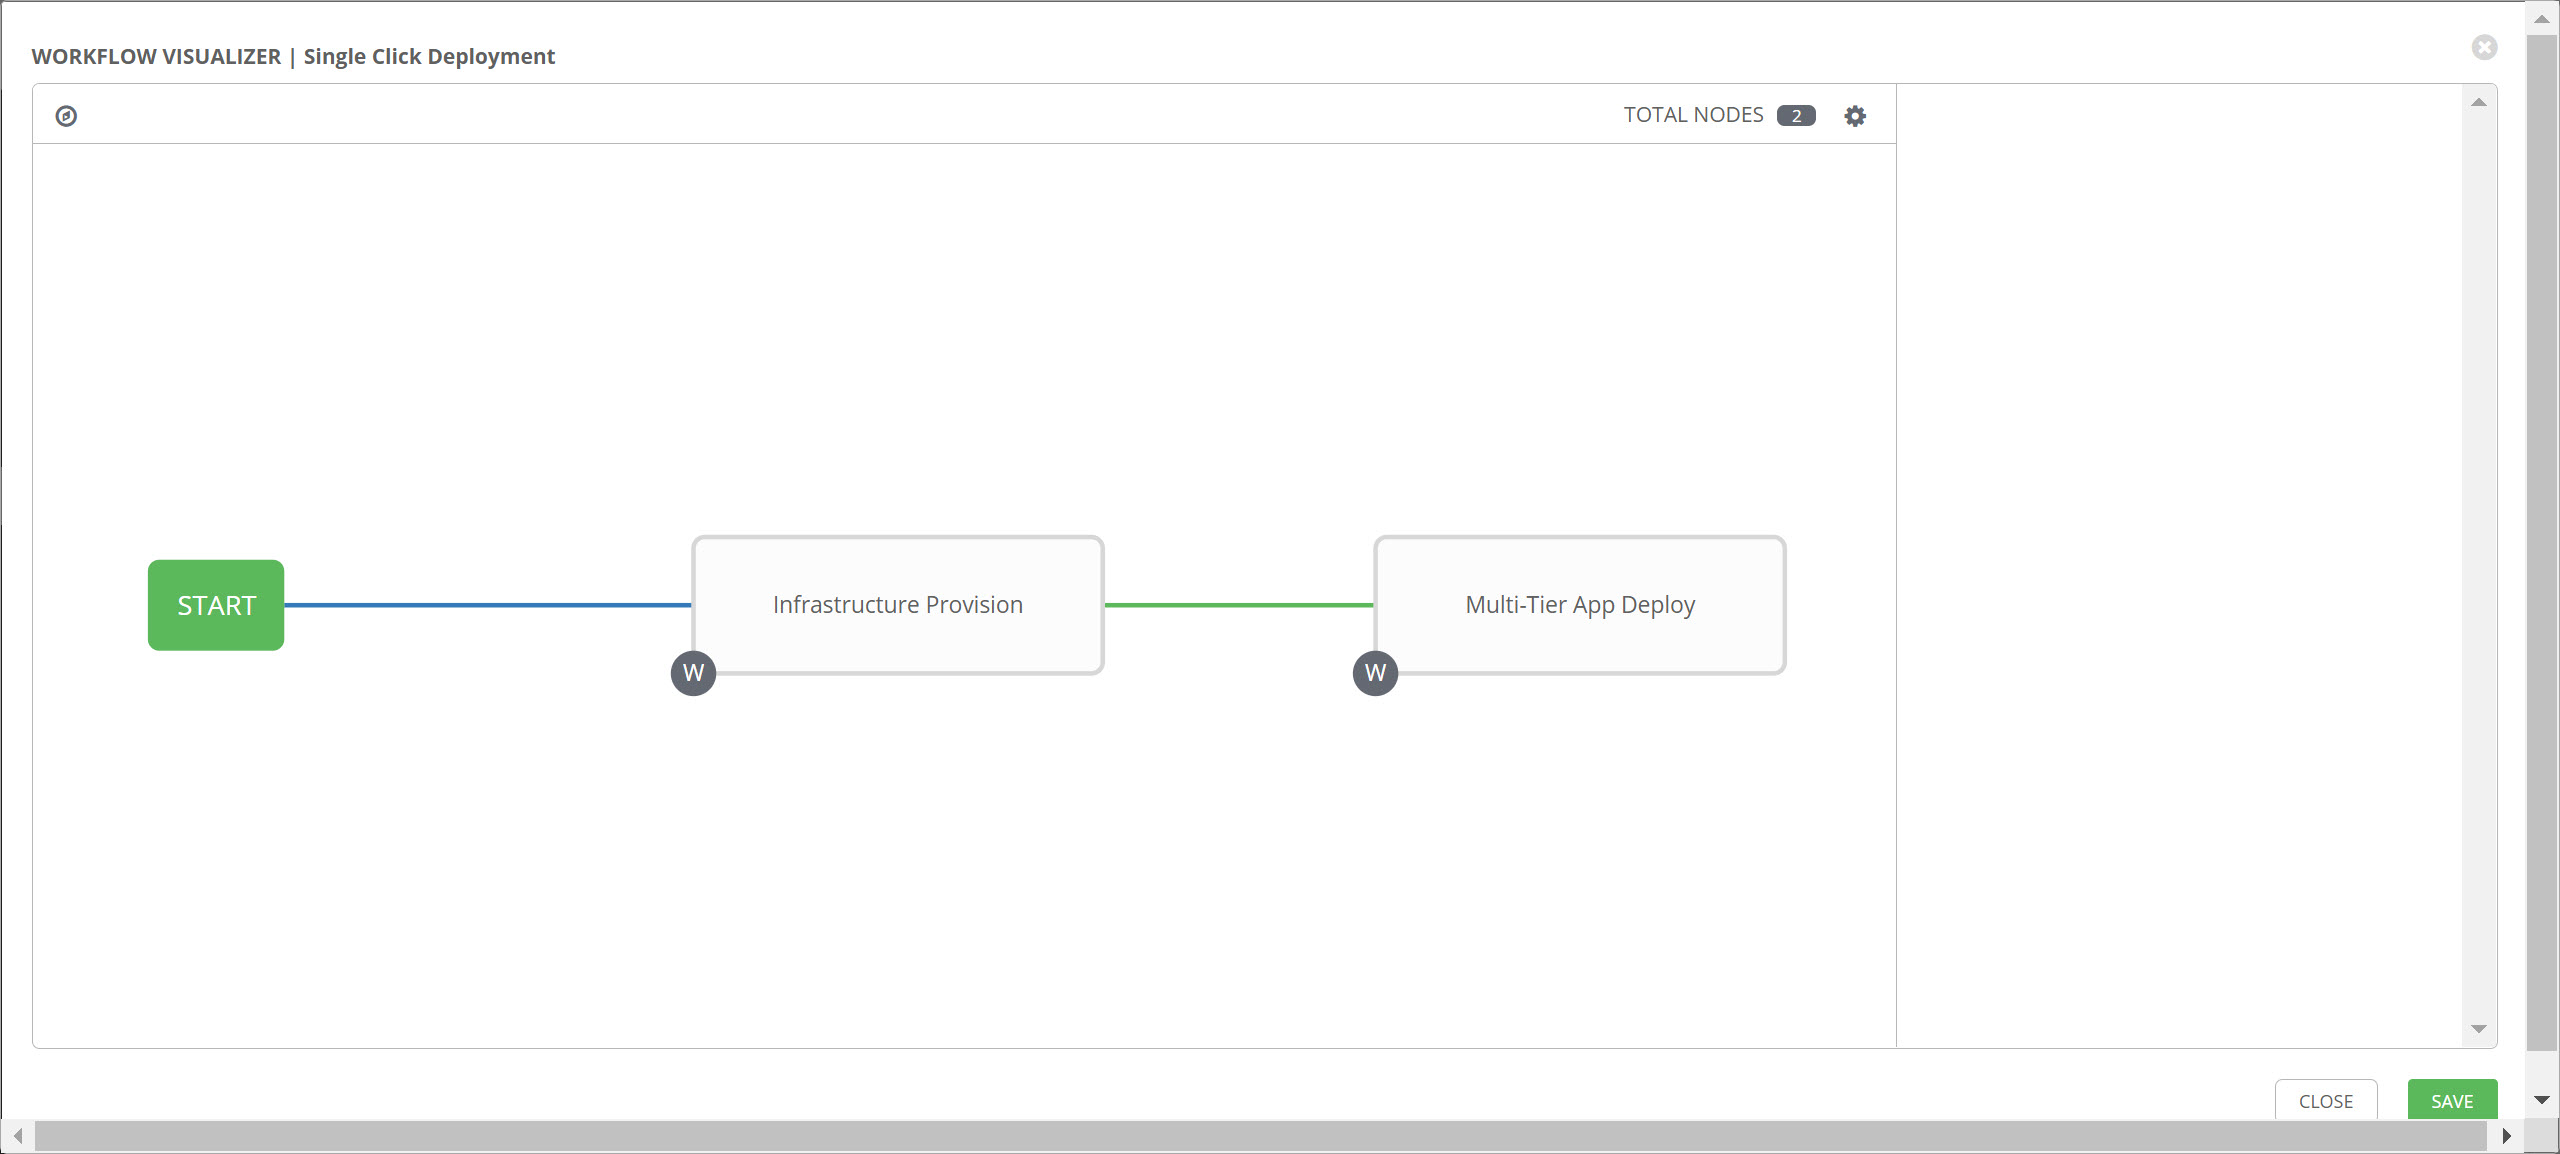 WORKFLOW VISUALIZER | Single Click Deployment
TOTAL NODES 2
START
Infrastructure Provision
W
Multi-Tier App Deploy
W
CLOSE
SAVE